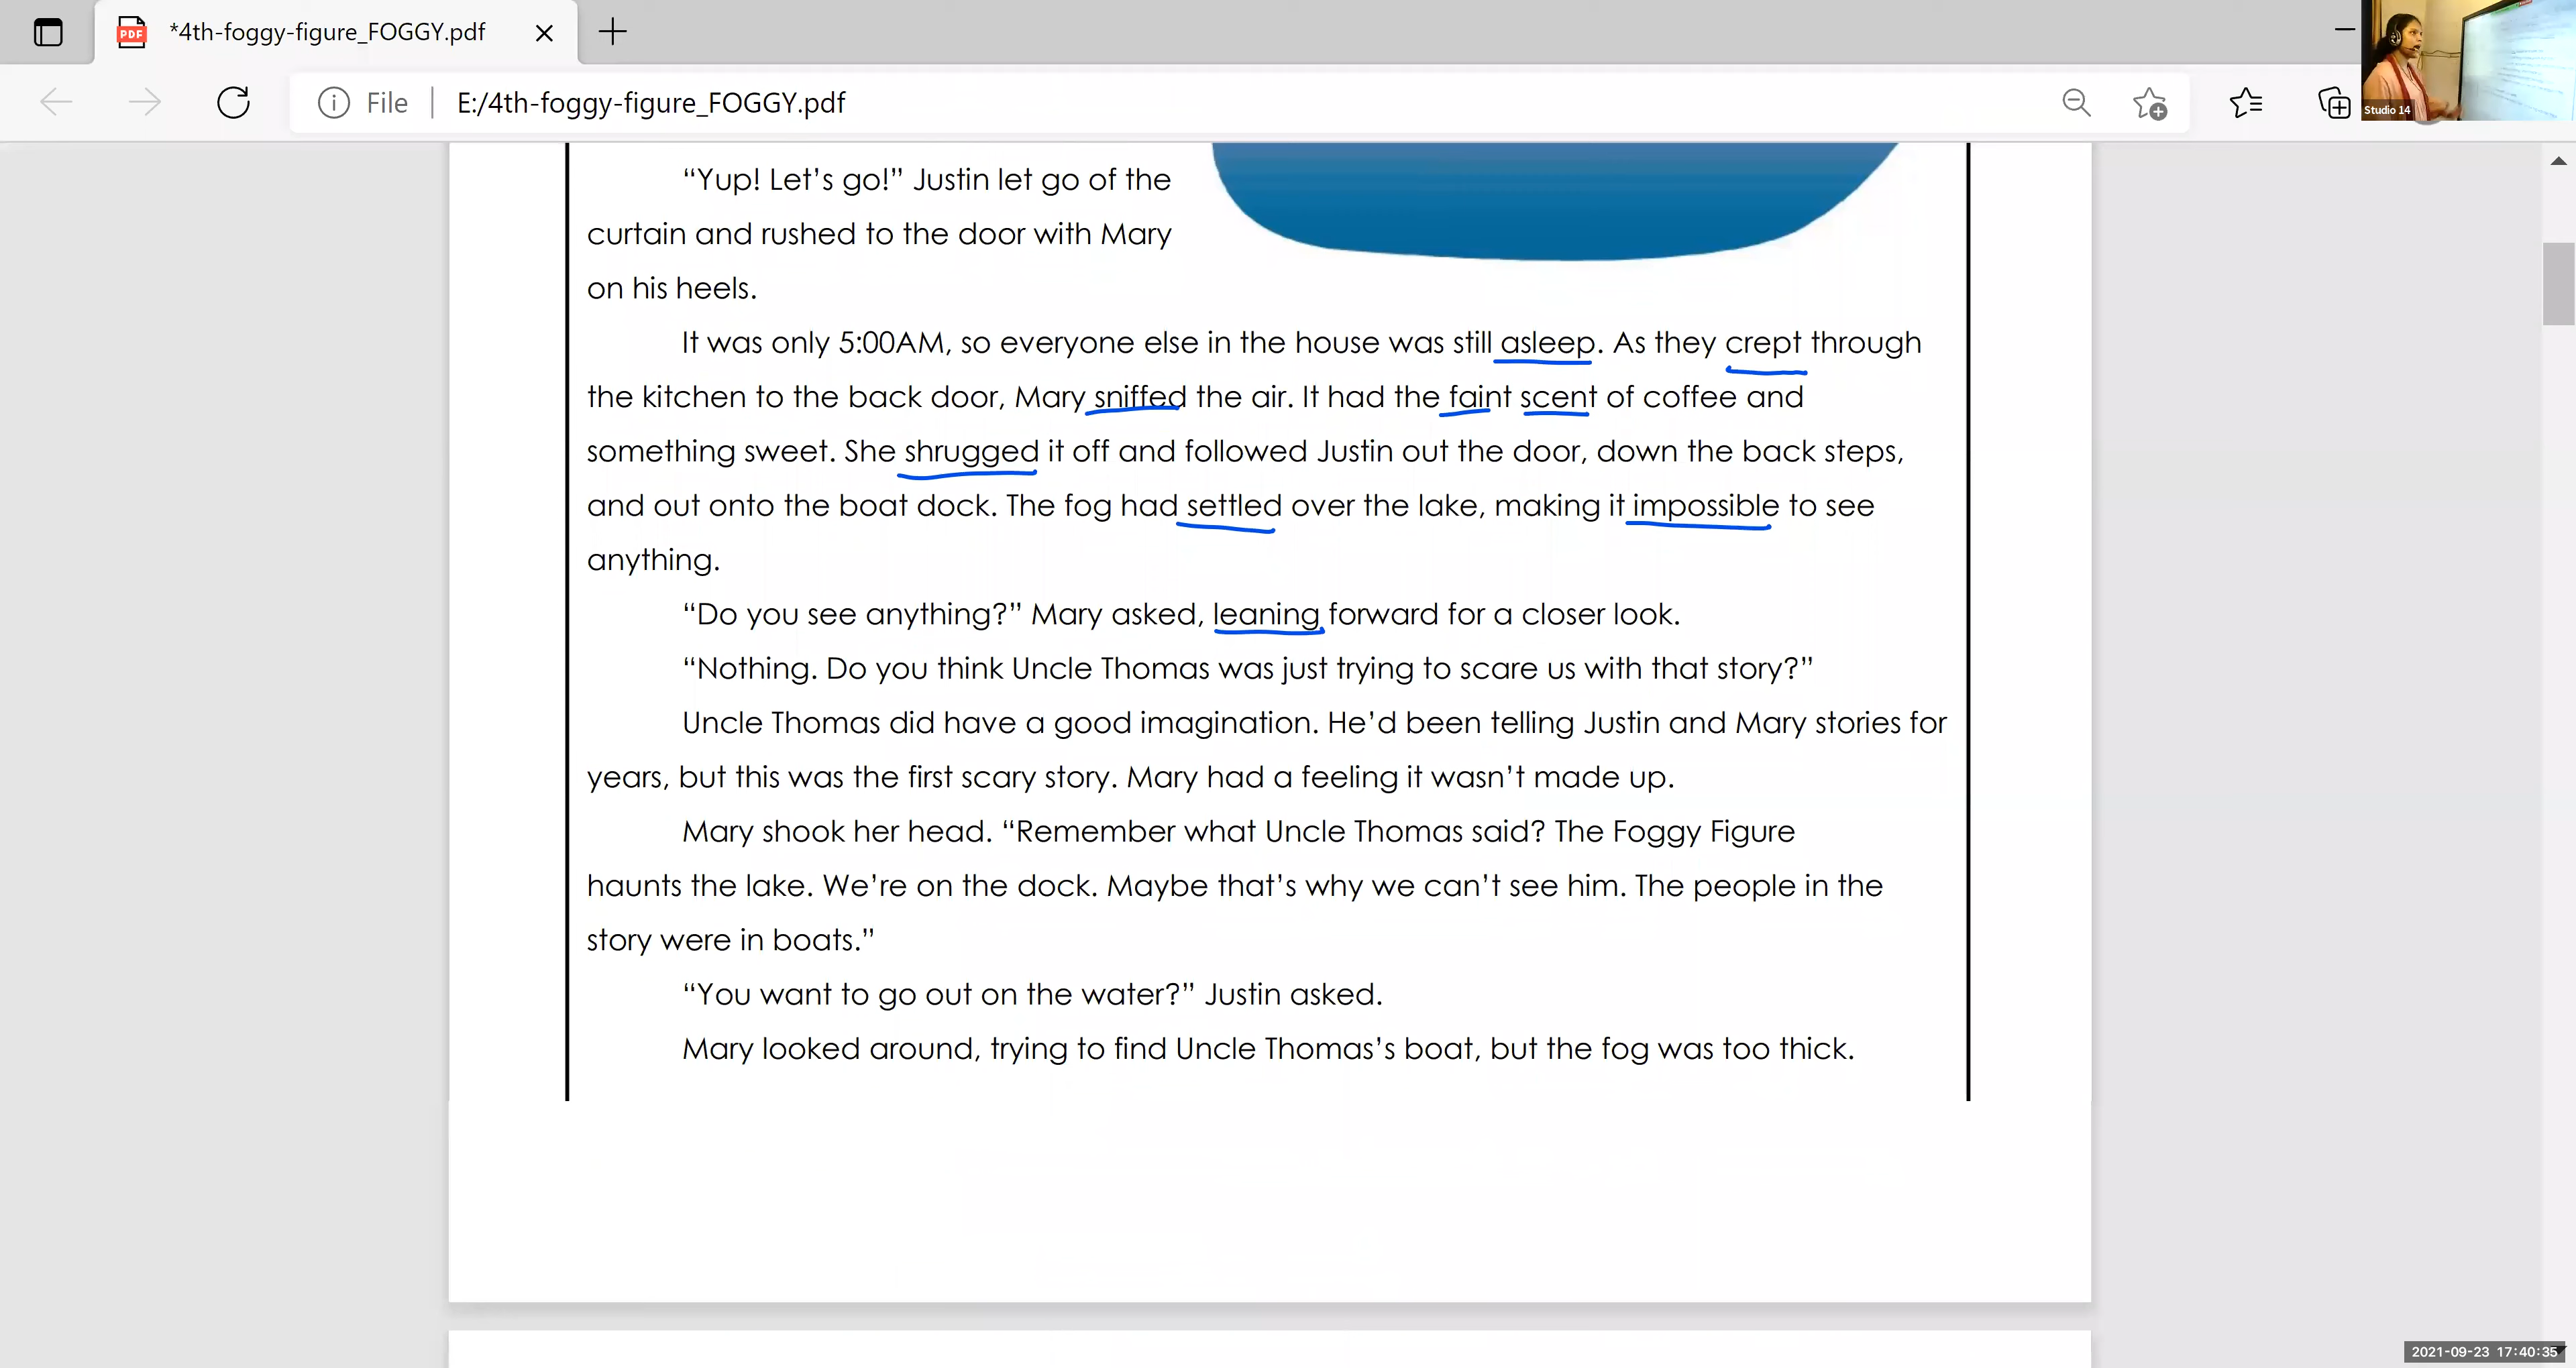 *4th-foggy-figure_FOGGY.pdf
File
E:/4th-foggy-figure_FOGGY.pdf
Studio 14
“Yup! Let’s go!” Justin let go of the
curtain and rushed to the door with Mary
on his heels.
It was only 5:00AM, so everyone else in the house was still asleep. As they crept through
the kitchen to the back door, Mary sniffed the air. It had the faint scent of coffee and
something sweet. She shrugged it off and followed Justin out the door, down the back steps,
and out onto the boat dock. The fog had settled over the lake, making it impossible to see
anything.
“Do you see anything?” Mary asked, leaning forward for a closer look.
“Nothing. Do you think Uncle Thomas was just trying to scare us with that story?”
Uncle Thomas did have a good imagination. He’d been telling Justin and Mary stories for
years, but this was the first scary story. Mary had a feeling it wasn’t made up.
Mary shook her head. “Remember what Uncle Thomas said? The Foggy Figure
haunts the lake. We’re on the dock. Maybe that’s why we can’t see him. The people in the
story were in boats.”
“You want to go out on the water?” Justin asked.
Mary looked around, trying to find Uncle Thomas’s boat, but the fog was too thick.
2021-09-23 17:40:35